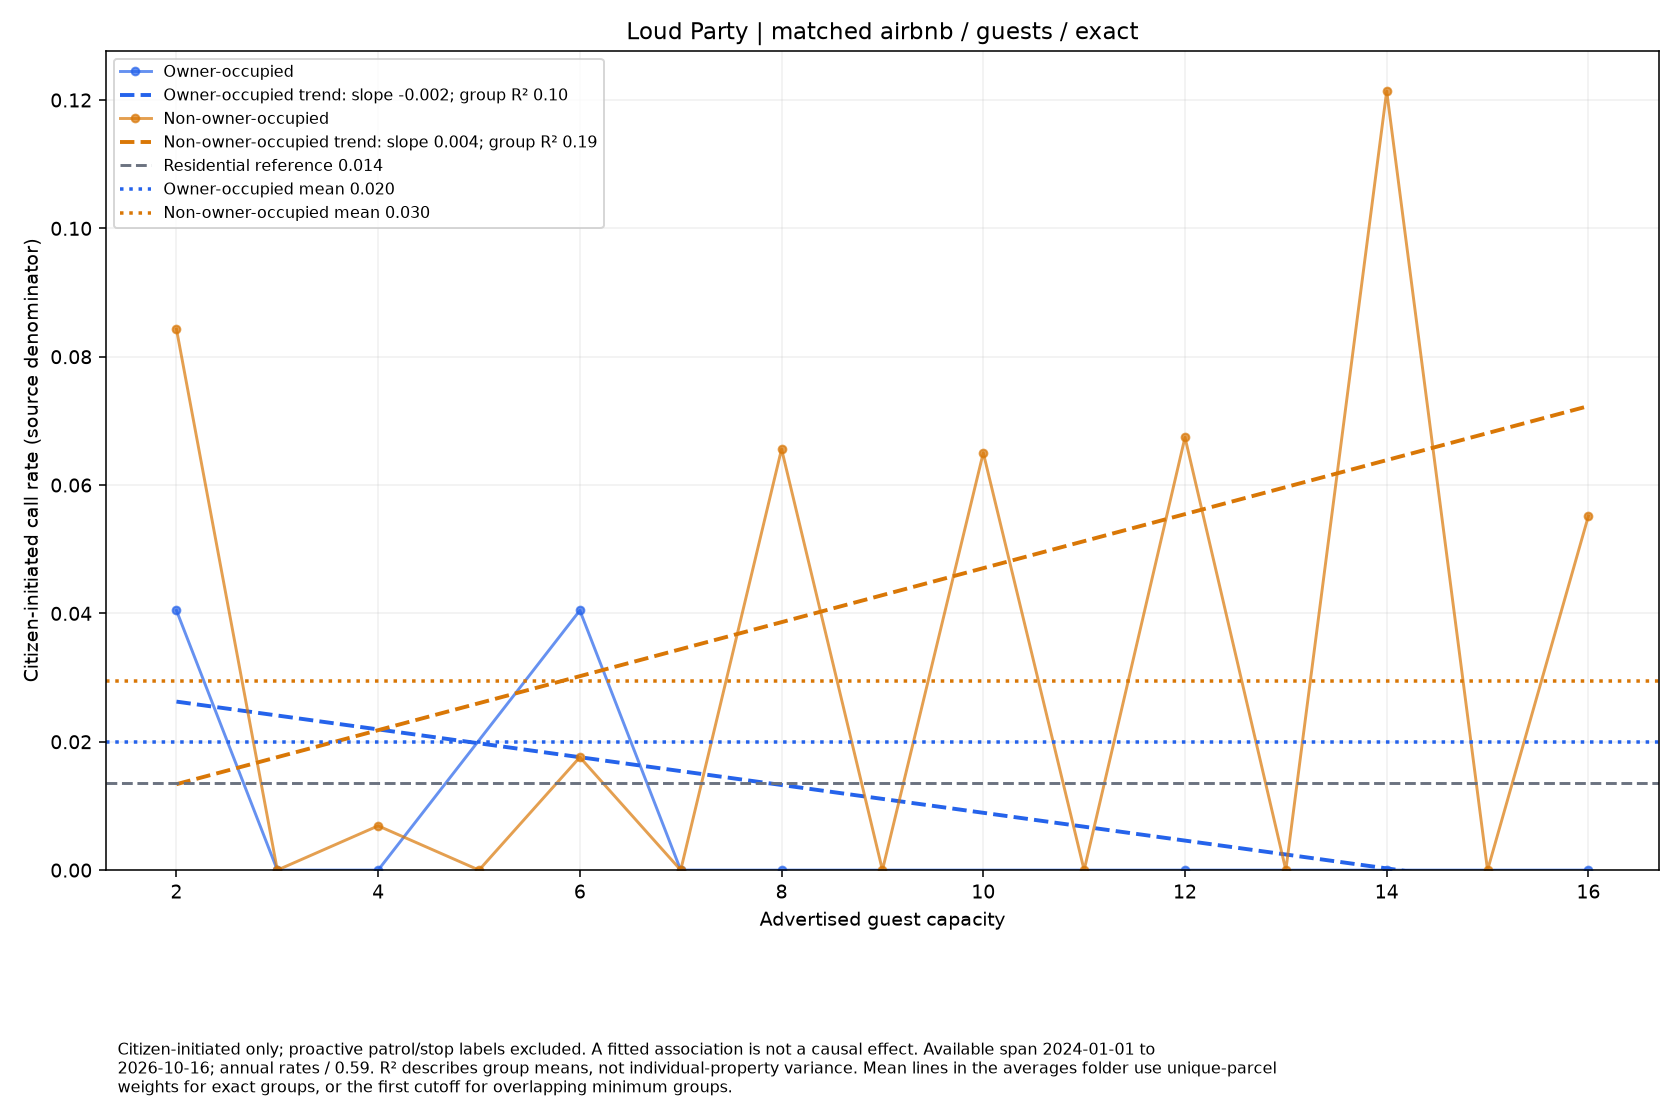 Loud Party | matched airbnb / guests / exact
Owner-occupied
Owner-occupied trend: slope -0.002; group R² 0.10
Non-owner-occupied
Non-owner-occupied trend: slope 0.004; group R² 0.19
Residential reference 0.014
Owner-occupied mean 0.020
Non-owner-occupied mean 0.030
Citizen-initiated call rate (source denominator)
0.12
0.10
0.08
0.06
0.04
0.02
0.00
2 4 6 8 10 12 14 16
Advertised guest capacity
Citizen-initiated only; proactive patrol/stop labels excluded. A fitted association is not a causal effect. Available span 2024-01-01 to
2026-10-16; annual rates / 0.59. R² describes group means, not individual-property variance. Mean lines in the averages folder use unique-parcel
weights for exact groups, or the first cutoff for overlapping minimum groups.